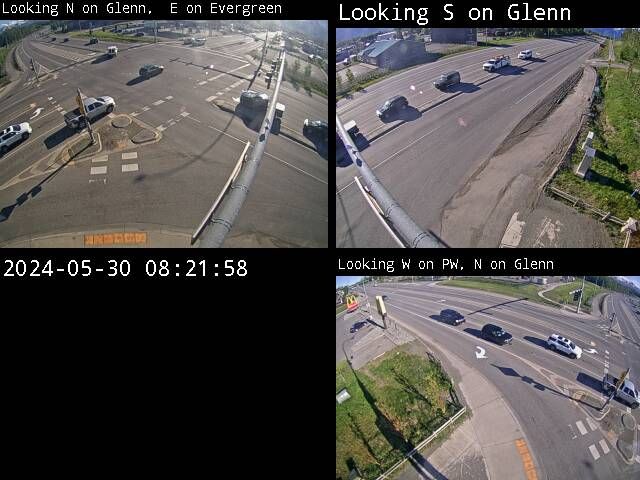 Looking N on Glenn,  E on Evergreen
Looking S on Glenn
2024-05-30 08:21:58
Looking W on PW, N on Glenn